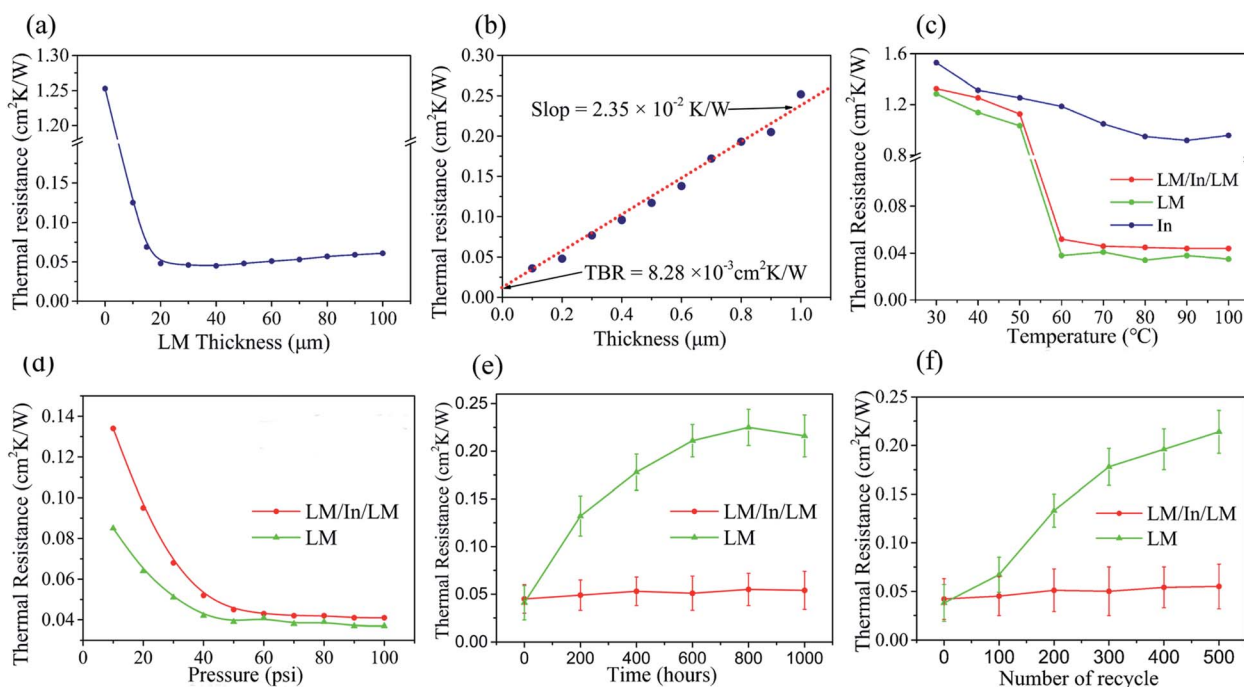 (a)
Thermal resistance (cm²K/W)
1.30
1.25
1.20
0.10
0.05
0.00
0 20 40 60 80 100
LM Thickness (μm)
(b)
Thermal resistance (cm²K/W)
0.30
0.25
0.20
0.15
0.10
0.05
0.00
Slop = 2.35 × 10⁻² K/W
TBR = 8.28 ×10⁻³cm²K/W
0.0 0.2 0.4 0.6 0.8 1.0
Thickness (μm)
(c)
Thermal Resistance (cm²K/W)
1.6
1.2
0.8
0.08
0.04
0.00
LM/In/LM
LM
In
30 40 50 60 70 80 90 100
Temperature (℃)
(d)
Thermal Resistance (cm²K/W)
0.14
0.12
0.10
0.08
0.06
0.04
LM/In/LM
LM
0 20 40 60 80 100
Pressure (psi)
(e)
Thermal Resistance (cm²K/W)
0.25
0.20
0.15
0.10
0.05
0.00
LM/In/LM
LM
0 200 400 600 800 1000
Time (hours)
(f)
Thermal Resistance (cm²K/W)
0.25
0.20
0.15
0.10
0.05
0.00
LM/In/LM
LM
0 100 200 300 400 500
Number of recycle